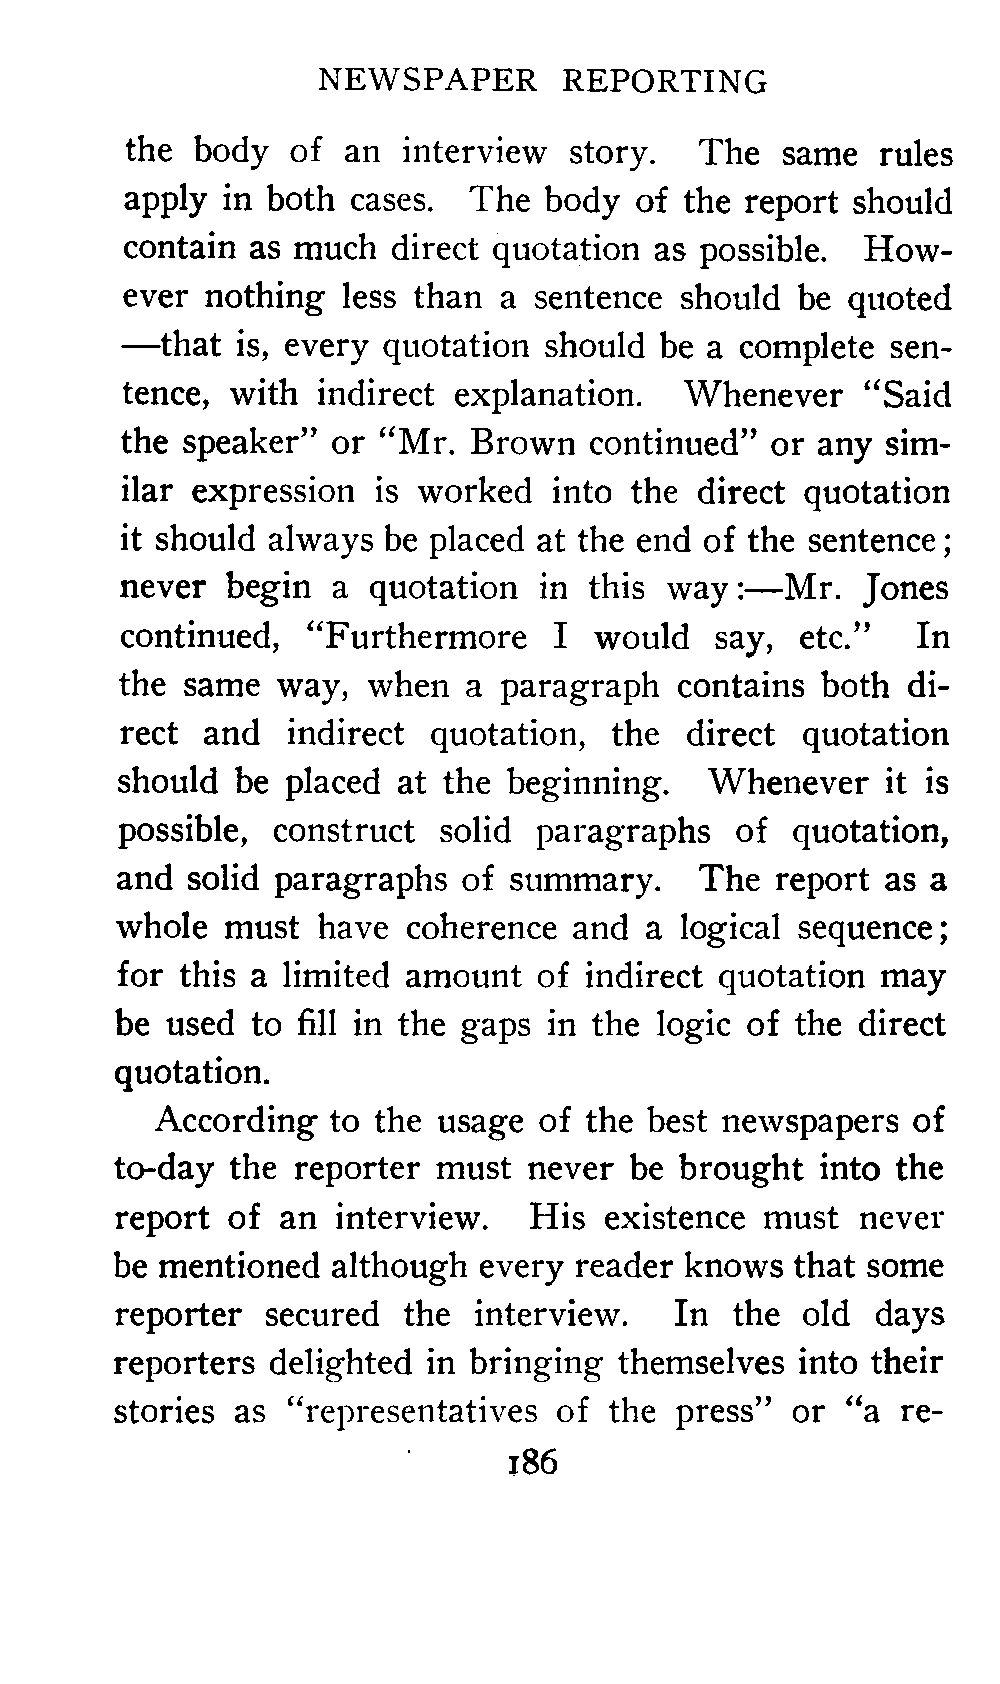 NEWSPAPER REPORTING
the body of an interview story. The same rules
apply in both cases. The body of the report should
contain as much direct quotation as possible. How-
ever nothing less than a sentence should be quoted
—that is, every quotation should be a complete sen-
tence, with indirect explanation. Whenever “Said
the speaker” or “Mr. Brown continued” or any sim-
ilar expression is worked into the direct quotation
it should always be placed at the end of the sentence;
never begin a quotation in this way:—Mr. Jones
continued, “Furthermore I would say, etc.” In
the same way, when a paragraph contains both di-
rect and indirect quotation, the direct quotation
should be placed at the beginning. Whenever it is
possible, construct solid paragraphs of quotation,
and solid paragraphs of summary. The report as a
whole must have coherence and a logical sequence;
for this a limited amount of indirect quotation may
be used to fill in the gaps in the logic of the direct
quotation.
According to the usage of the best newspapers of
to-day the reporter must never be brought into the
report of an interview. His existence must never
be mentioned although every reader knows that some
reporter secured the interview. In the old days
reporters delighted in bringing themselves into their
stories as “representatives of the press” or “a re-
186